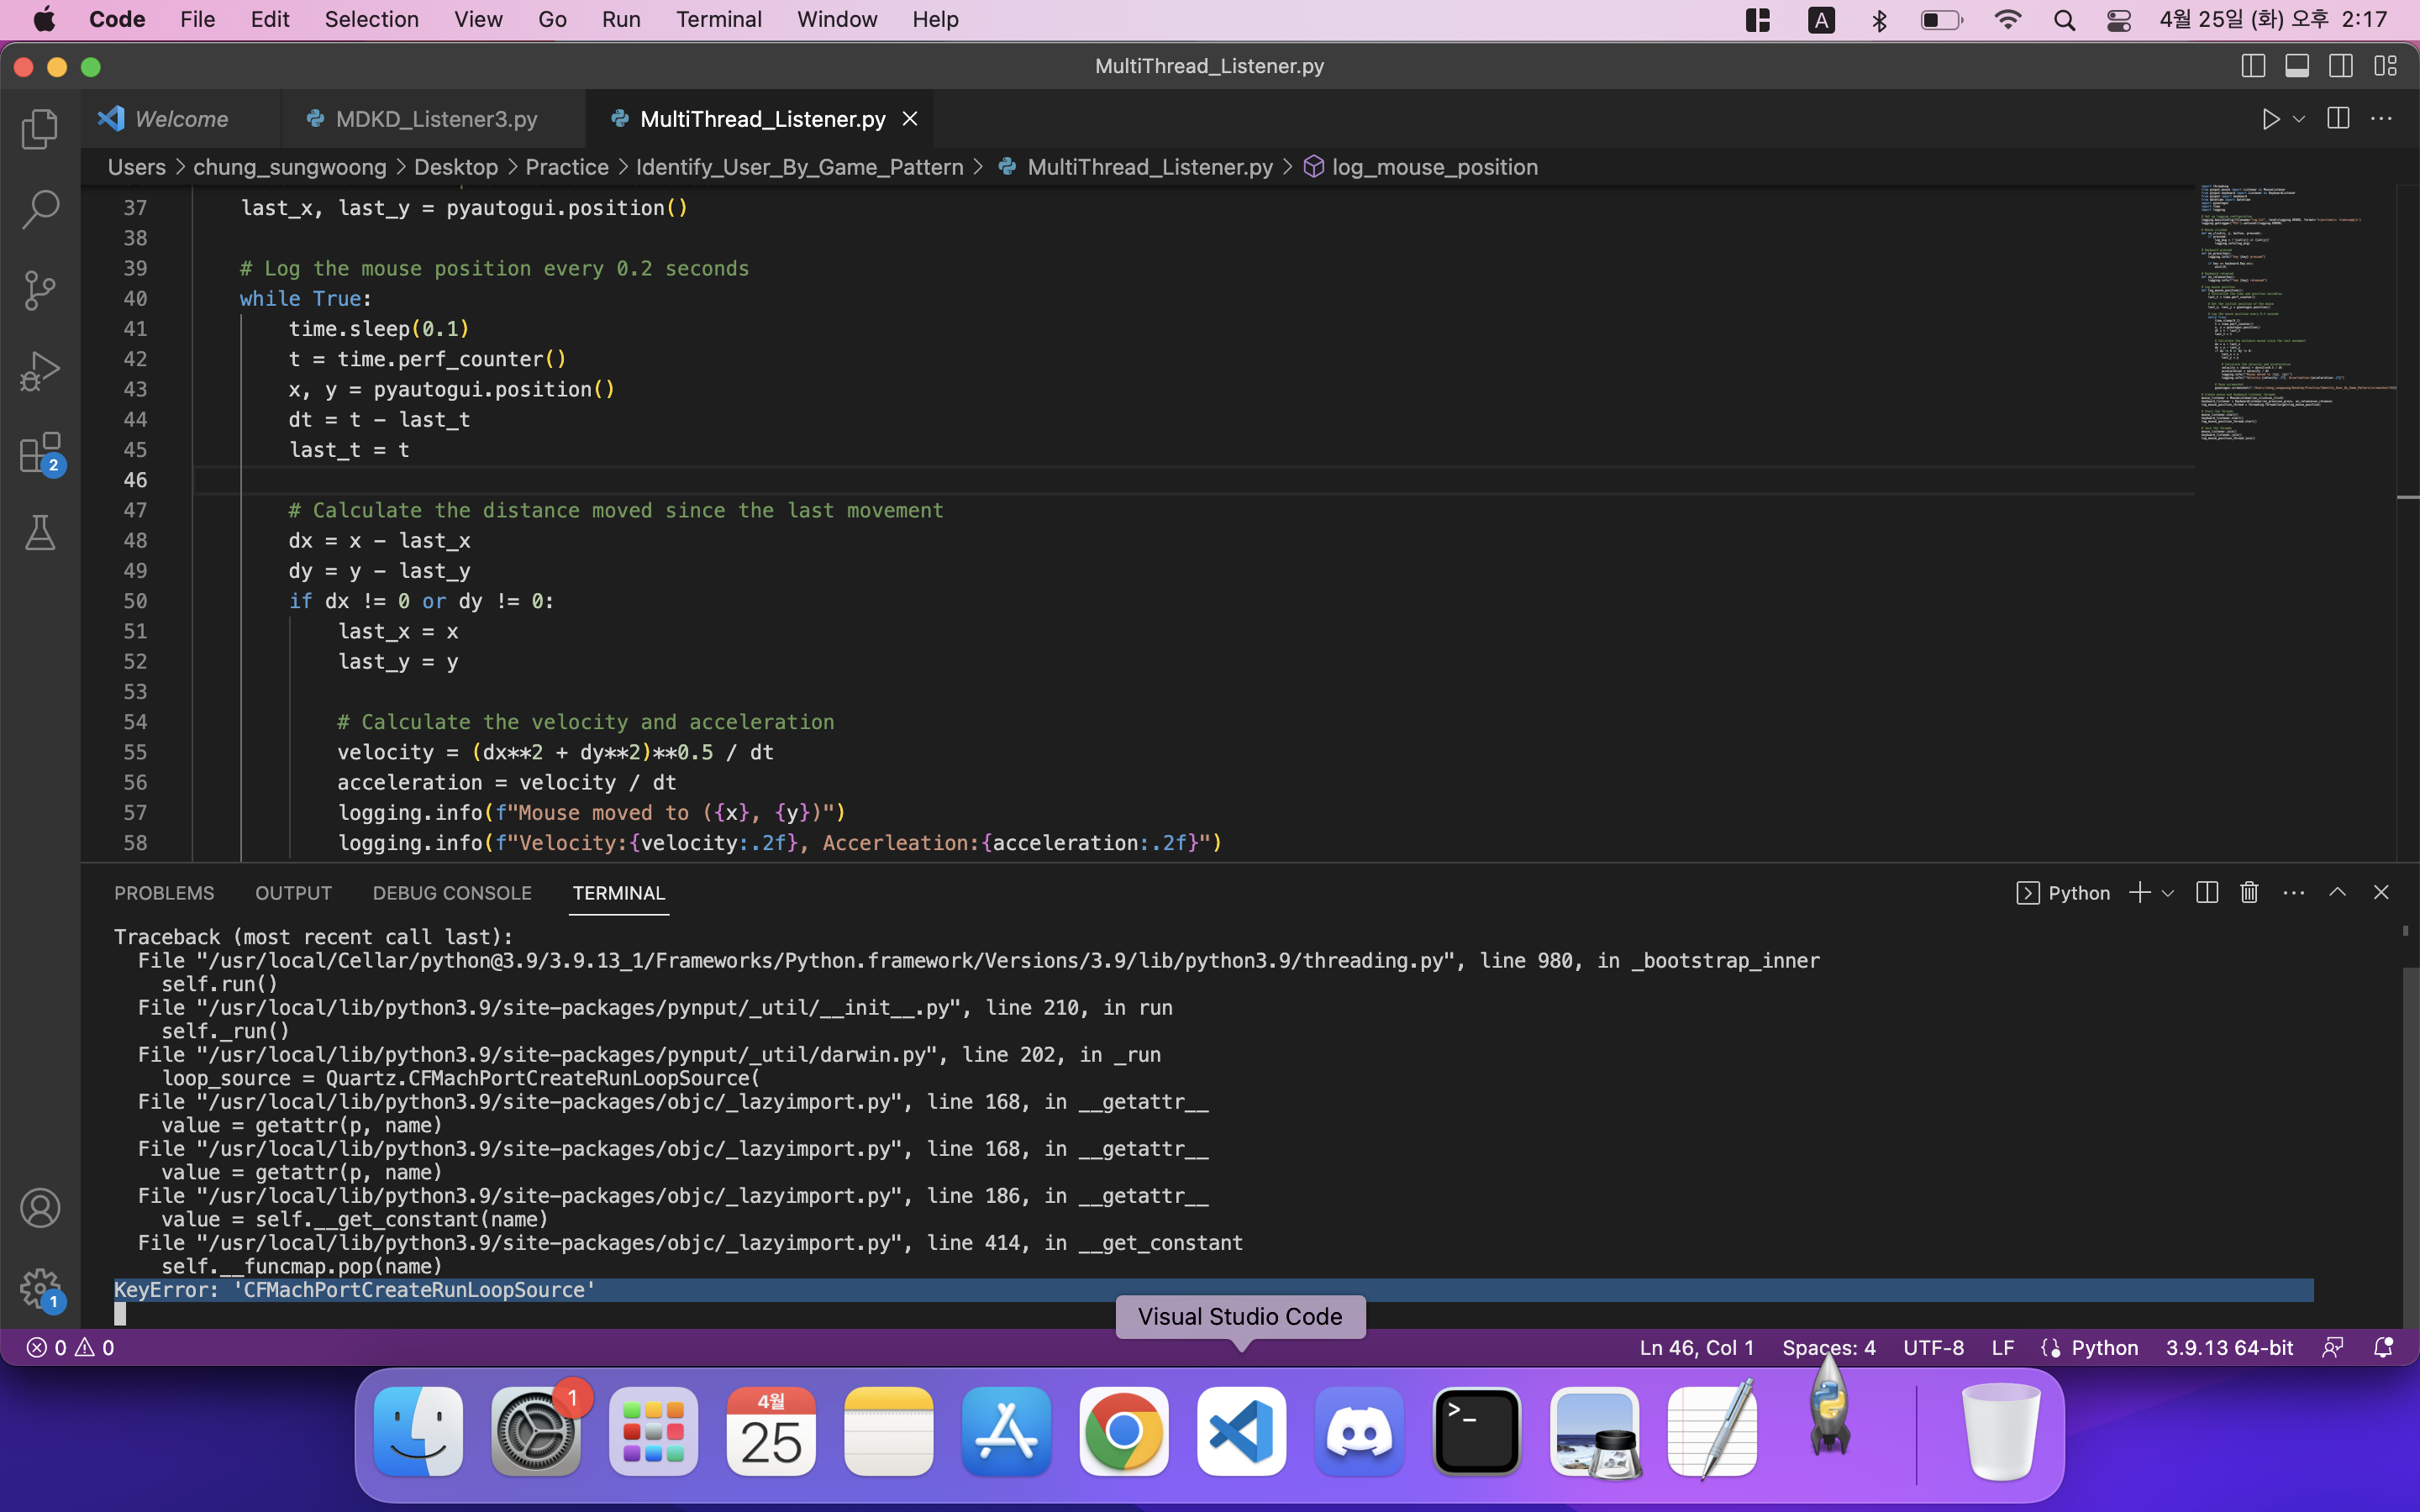 Code File Edit Selection View Go Run Terminal Window Help A 4월 25일 (화) 오후 2:17
MultiThread_Listener.py
Welcome MDKD_Listener3.py MultiThread_Listener.py
Users > chung_sungwoong > Desktop > Practice > Identify_User_By_Game_Pattern > MultiThread_Listener.py > log_mouse_position
37 last_x, last_y = pyautogui.position()
38
39 # Log the mouse position every 0.2 seconds
40 while True:
41 time.sleep(0.1)
42 t = time.perf_counter()
43 x, y = pyautogui.position()
44 dt = t - last_t
45 last_t = t
46
47 # Calculate the distance moved since the last movement
48 dx = x - last_x
49 dy = y - last_y
50 if dx != 0 or dy != 0:
51 last_x = x
52 last_y = y
53
54 # Calculate the velocity and acceleration
55 velocity = (dx**2 + dy**2)**0.5 / dt
56 acceleration = velocity / dt
57 logging.info(f"Mouse moved to ({x}, {y})")
58 logging.info(f"Velocity:{velocity:.2f}, Accerleation:{acceleration:.2f}")
2
PROBLEMS OUTPUT DEBUG CONSOLE TERMINAL Python
Traceback (most recent call last):
File "/usr/local/Cellar/python@3.9/3.9.13_1/Frameworks/Python.framework/Versions/3.9/lib/python3.9/threading.py", line 980, in _bootstrap_inner
self.run()
File "/usr/local/lib/python3.9/site-packages/pynput/_util/__init__.py", line 210, in run
self._run()
File "/usr/local/lib/python3.9/site-packages/pynput/_util/darwin.py", line 202, in _run
loop_source = Quartz.CFMachPortCreateRunLoopSource(
File "/usr/local/lib/python3.9/site-packages/objc/_lazyimport.py", line 168, in __getattr__
value = getattr(p, name)
File "/usr/local/lib/python3.9/site-packages/objc/_lazyimport.py", line 168, in __getattr__
value = getattr(p, name)
File "/usr/local/lib/python3.9/site-packages/objc/_lazyimport.py", line 186, in __getattr__
value = self.__get_constant(name)
File "/usr/local/lib/python3.9/site-packages/objc/_lazyimport.py", line 414, in __get_constant
self.__funcmap.pop(name)
KeyError: 'CFMachPortCreateRunLoopSource'
1
Visual Studio Code
0 0 Ln 46, Col 1 Spaces: 4 UTF-8 LF Python 3.9.13 64-bit
1
4월
25
>_